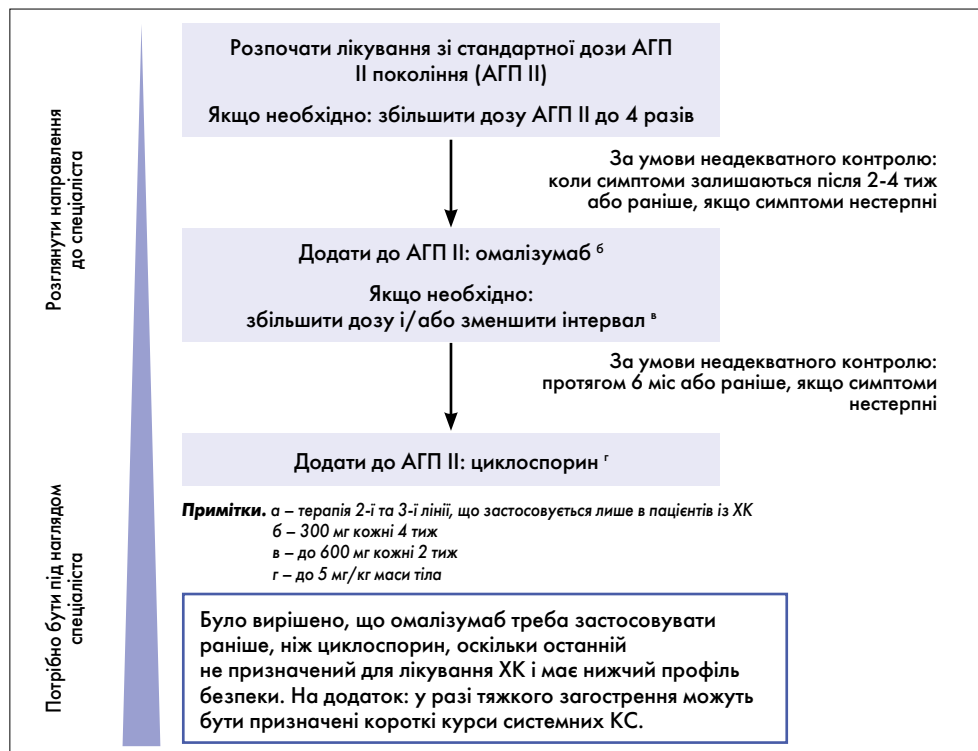 Розпочати лікування зі стандартної дози АГП
ІІ покоління (АГП ІІ)
Якщо необхідно: збільшити дозу АГП ІІ до 4 разів
Розглянути направлення
до спеціаліста
За умови неадекватного контролю:
коли симптоми залишаються після 2-4 тиж
або раніше, якщо симптоми нестерпні
Додати до АГП ІІ: омалізумаб б
Якщо необхідно:
збільшити дозу і/або зменшити інтервал в
За умови неадекватного контролю:
протягом 6 міс або раніше, якщо симптоми
нестерпні
Додати до АГП ІІ: циклоспорин г
Потрібно бути під наглядом
спеціаліста
Примітки. а – терапія 2-ї та 3-ї лінії, що застосовується лише в пацієнтів із ХК
б – 300 мг кожні 4 тиж
в – до 600 мг кожні 2 тиж
г – до 5 мг/кг маси тіла
Було вирішено, що омалізумаб треба застосовувати
раніше, ніж циклоспорин, оскільки останній
не призначений для лікування ХК і має нижчий профіль
безпеки. На додаток: у разі тяжкого загострення можуть
бути призначені короткі курси системних КС.